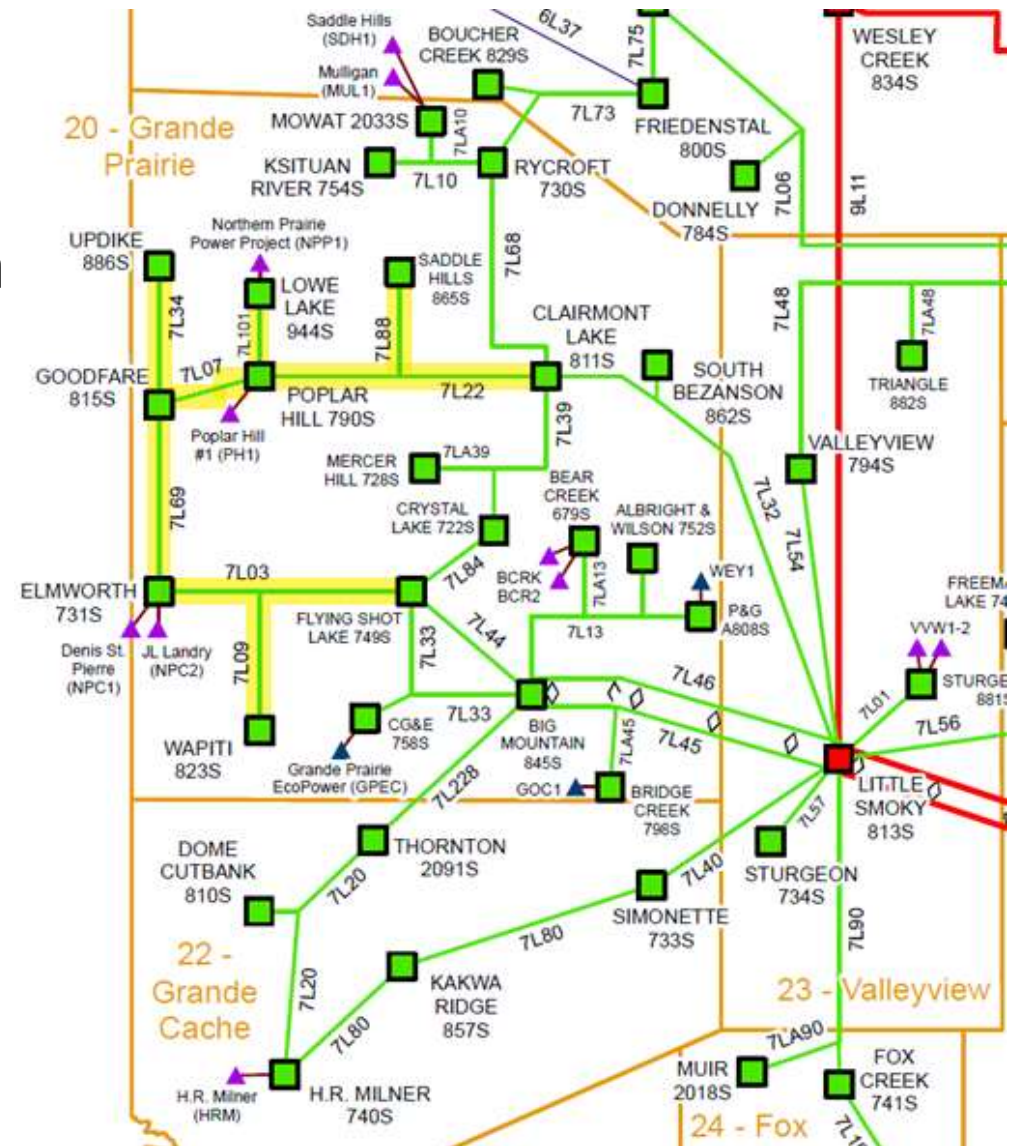 Saddle Hills
(SDH1)
Mulligan
(MUL1)
BOUCHER
CREEK 829S
6L37
7L75
WESLEY
CREEK
834S
20 - Grande
Prairie
MOWAT 2033S
7LA10
7L73
FRIEDENSTAL
800S
KSITUAN
RIVER 754S
7L10
RYCROFT
730S
DONNELLY
784S
7L06
9L11
Northern Prairie
Power Project (NPP1)
UPDIKE
886S
7L34
LOWE
LAKE
944S
7L101
SADDLE
HILLS
865S
7L88
7L68
CLAIRMONT
LAKE
811S
7L48
7LA48
TRIANGLE
882S
GOODFARE
815S
7L07
POPLAR
HILL 790S
7L22
Poplar Hill
#1 (PH1)
SOUTH
BEZANSON
862S
7L39
VALLEYVIEW
794S
MERCER
HILL 728S
7LA39
BEAR
CREEK
679S
7L32
7L54
7L69
CRYSTAL
LAKE 722S
ALBRIGHT &
WILSON 752S
7L84
BCRK
BCR2
7LA13
WEY1
ELMWORTH
731S
7L03
FLYING SHOT
LAKE 749S
7L13
P&G
A808S
FREEM
LAKE 74
VVW1-2
Denis St.
Pierre
(NPC1)
JL Landry
(NPC2)
7L09
7L33
7L44
7L46
7L01
STURGE
881S
WAPITI
823S
CG&E
758S
7L33
BIG
MOUNTAIN
845S
7LA45
7L45
7L56
Grande Prairie
EcoPower (GPEC)
7L228
GOC1
BRIDGE
CREEK
798S
LITTLE
SMOKY
813S
7L57
DOME
CUTBANK
810S
THORNTON
2091S
7L20
SIMONETTE
733S
7L40
STURGEON
734S
7L90
22 -
Grande
Cache
7L20
KAKWA
RIDGE
857S
7L80
23 - Valleyview
7L80
H.R. Milner
(HRM)
H.R. MILNER
740S
7LA90
MUIR
2018S
FOX
CREEK
741S
24 - Fox